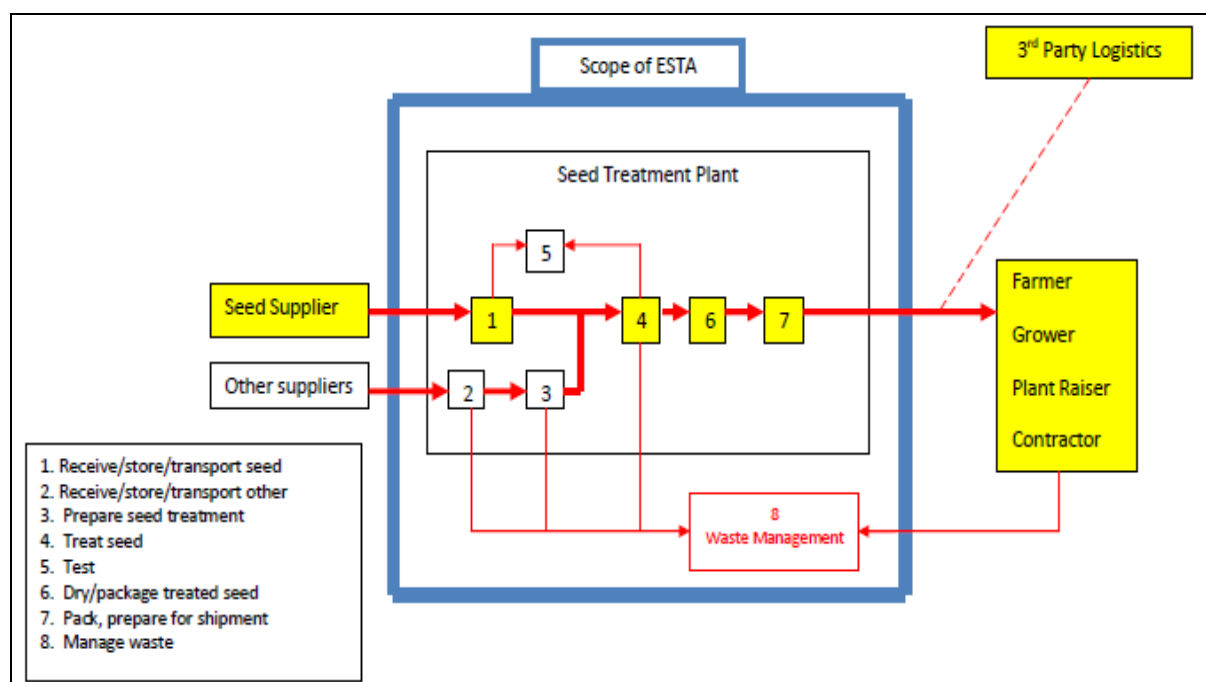 3rd Party Logistics
Scope of ESTA
Seed Treatment Plant
5
Seed Supplier
1
4
6
7
Other suppliers
2
3
Farmer
Grower
Plant Raiser
Contractor
8
Waste Management
1. Receive/store/transport seed
2. Receive/store/transport other
3. Prepare seed treatment
4. Treat seed
5. Test
6. Dry/package treated seed
7. Pack, prepare for shipment
8. Manage waste